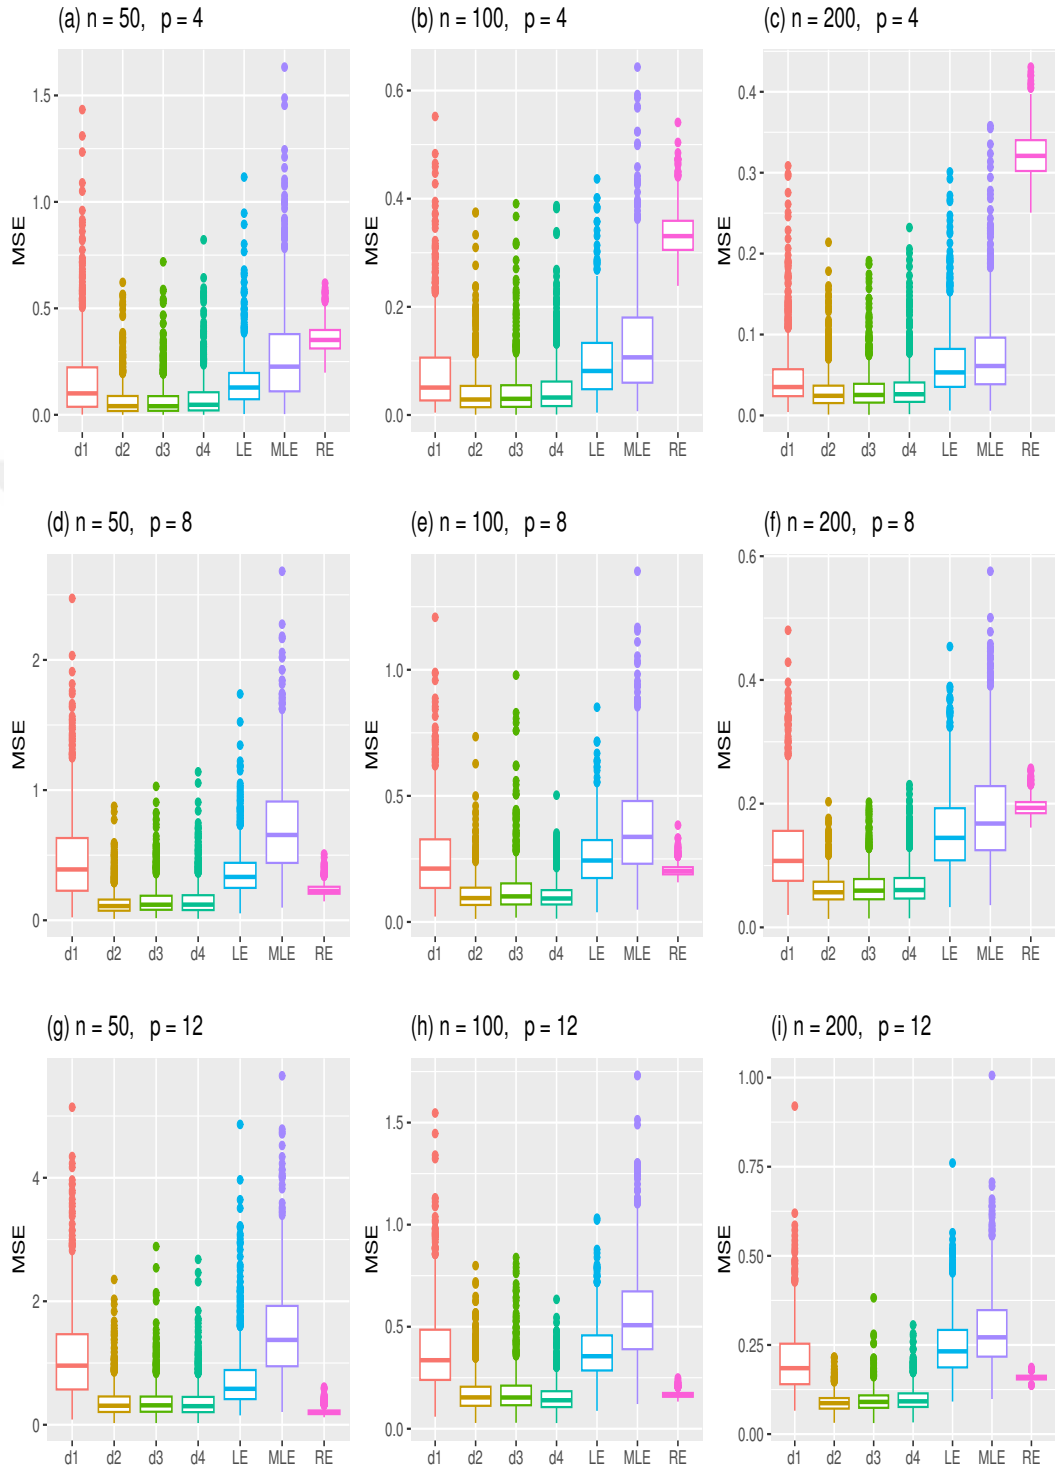 (a) n = 50, p = 4
(b) n = 100, p = 4
(c) n = 200, p = 4
MSE
1.5
1.0
0.5
0.0
d1 d2 d3 d4 LE MLE RE
MSE
0.6
0.4
0.2
0.0
d1 d2 d3 d4 LE MLE RE
MSE
0.4
0.3
0.2
0.1
0.0
d1 d2 d3 d4 LE MLE RE
(d) n = 50, p = 8
(e) n = 100, p = 8
(f) n = 200, p = 8
MSE
2
1
0
d1 d2 d3 d4 LE MLE RE
MSE
1.0
0.5
0.0
d1 d2 d3 d4 LE MLE RE
MSE
0.6
0.4
0.2
0.0
d1 d2 d3 d4 LE MLE RE
(g) n = 50, p = 12
(h) n = 100, p = 12
(i) n = 200, p = 12
MSE
4
2
0
d1 d2 d3 d4 LE MLE RE
MSE
1.5
1.0
0.5
0.0
d1 d2 d3 d4 LE MLE RE
MSE
1.00
0.75
0.50
0.25
0.00
d1 d2 d3 d4 LE MLE RE